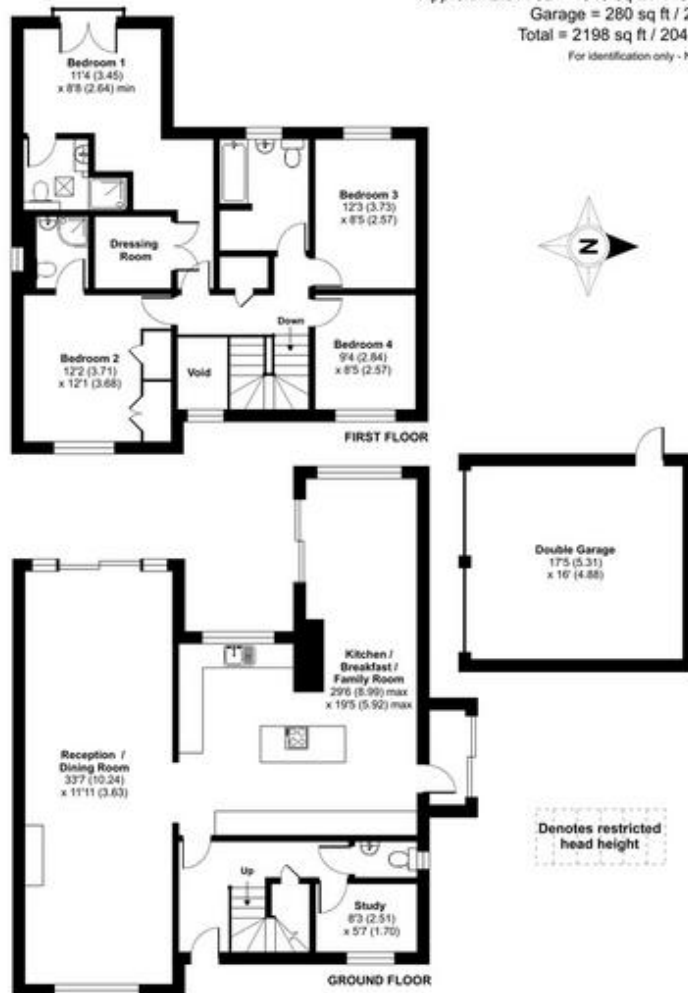 Garage = 280 sq ft / 2
Total = 2198 sq ft / 204
For identification only - N
Bedroom 1
11'4 (3.45)
x 8'8 (2.64) min
Bedroom 3
12'3 (3.73)
x 8'5 (2.57)
Dressing
Room
N
Down
Bedroom 2
12'2 (3.71)
x 12'1 (3.68)
Void
Bedroom 4
9'4 (2.84)
x 8'5 (2.57)
FIRST FLOOR
Double Garage
17'5 (5.31)
x 16' (4.88)
Kitchen /
Breakfast /
Family Room
29'6 (8.99) max
x 19'5 (5.92) max
Reception /
Dining Room
33'7 (10.24)
x 11'11 (3.63)
Denotes restricted
head height
Up
Study
8'3 (2.51)
x 5'7 (1.70)
GROUND FLOOR